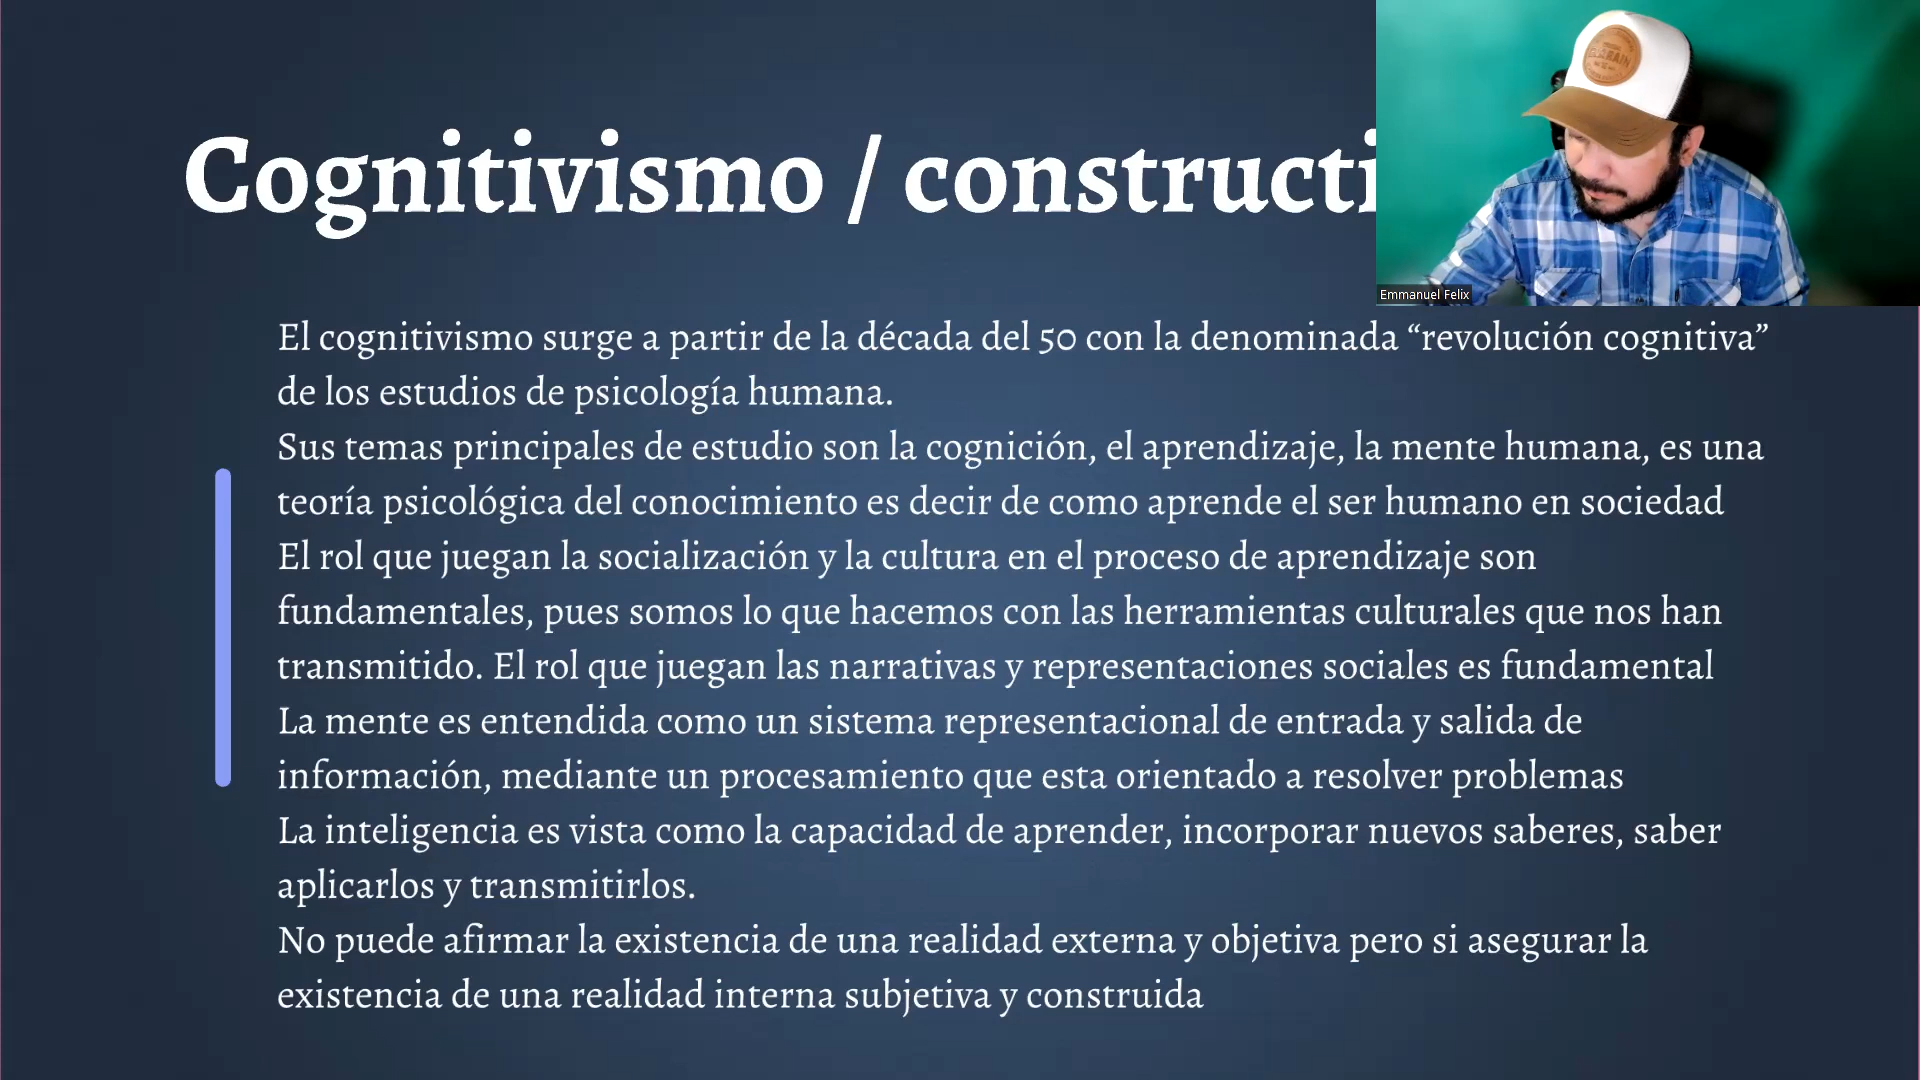 Cognitivismo / constructi
Emmanuel Felix
El cognitivismo surge a partir de la década del 50 con la denominada “revolución cognitiva”
de los estudios de psicología humana.
Sus temas principales de estudio son la cognición, el aprendizaje, la mente humana, es una
teoría psicológica del conocimiento es decir de como aprende el ser humano en sociedad
El rol que juegan la socialización y la cultura en el proceso de aprendizaje son
fundamentales, pues somos lo que hacemos con las herramientas culturales que nos han
transmitido. El rol que juegan las narrativas y representaciones sociales es fundamental
La mente es entendida como un sistema representacional de entrada y salida de
información, mediante un procesamiento que esta orientado a resolver problemas
La inteligencia es vista como la capacidad de aprender, incorporar nuevos saberes, saber
aplicarlos y transmitirlos.
No puede afirmar la existencia de una realidad externa y objetiva pero si asegurar la
existencia de una realidad interna subjetiva y construida